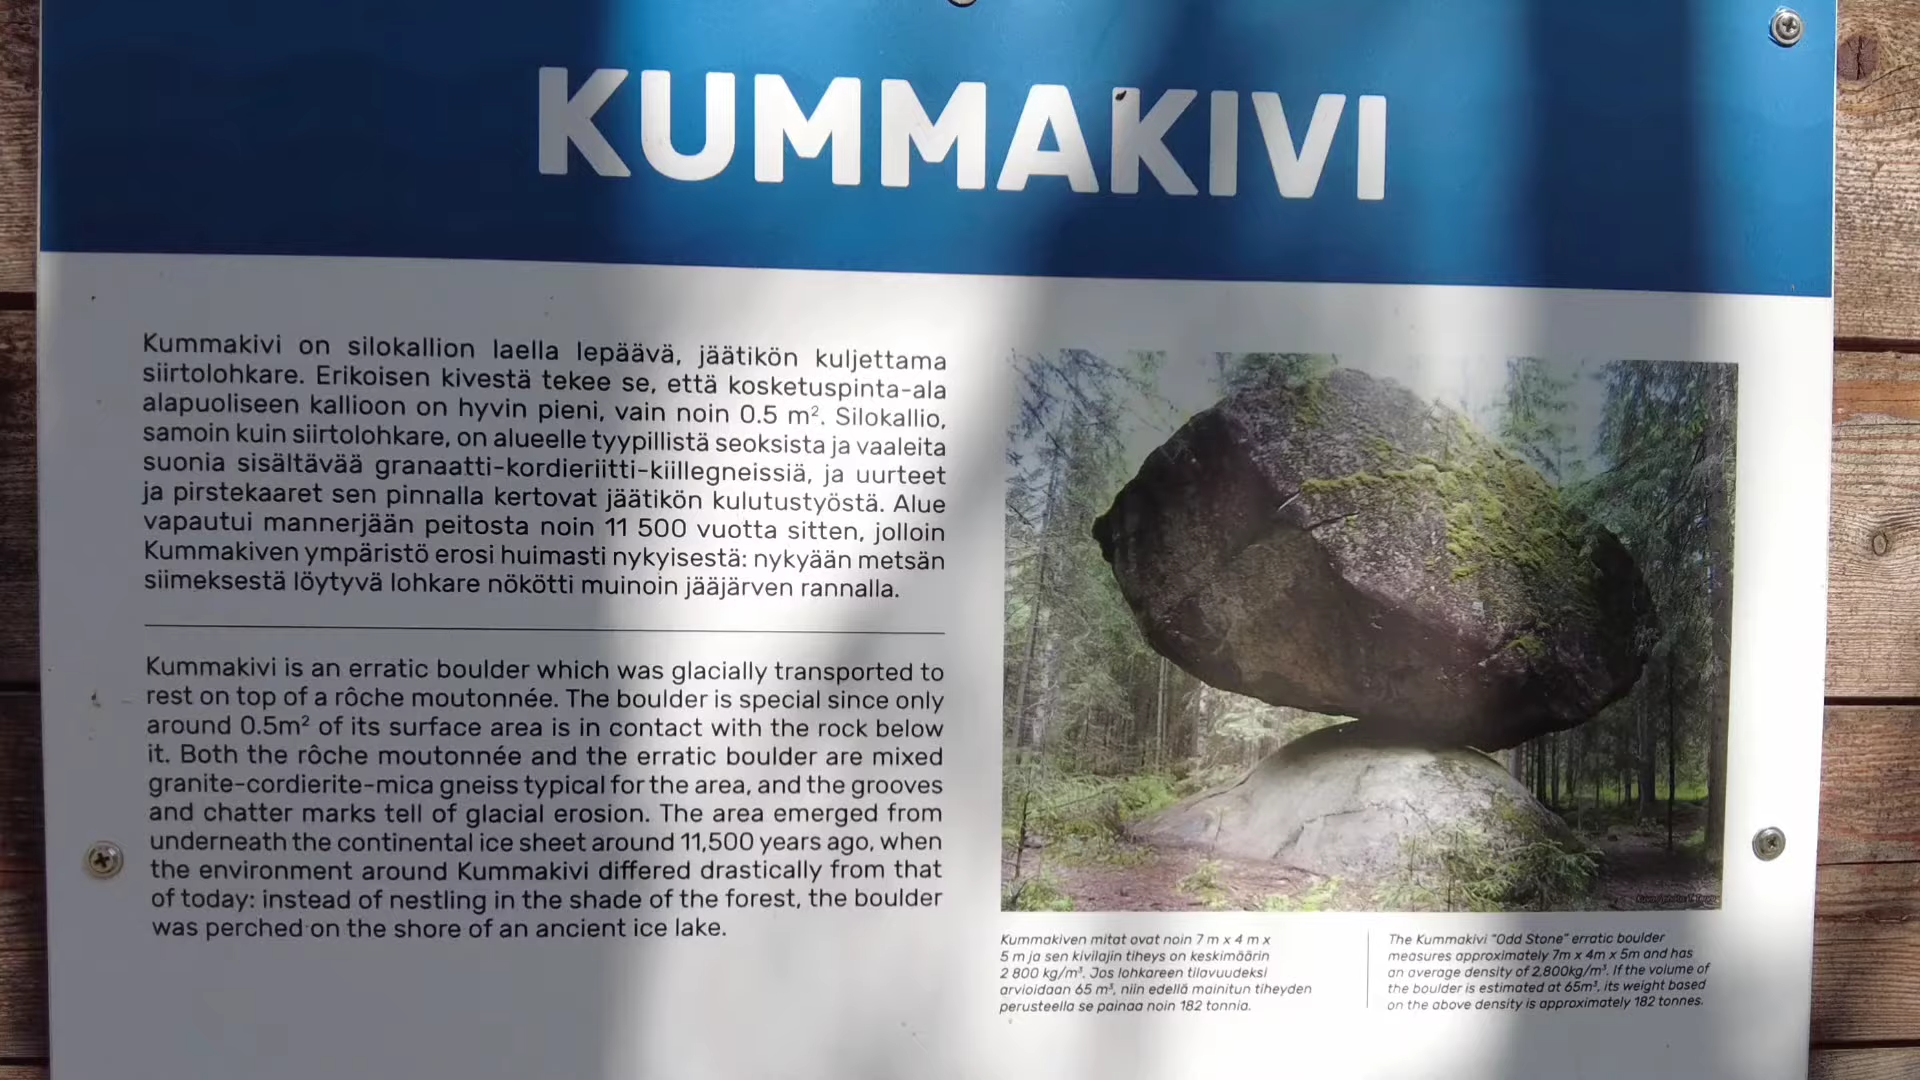 KUMMAKIVI
Kummakivi on silokallion laella lepäävä, jäätikön kuljettama
siirtolohkare. Erikoisen kivestä tekee se, että kosketuspinta-ala
alapuoliseen kallioon on hyvin pieni, vain noin 0.5 m². Silokallio,
samoin kuin siirtolohkare, on alueelle tyypillistä seoksista ja vaaleita
suonia sisältävää granaatti-kordieriitti-kiillegneissiä, ja uurteet
ja pirstekaaret sen pinnalla kertovat jäätikön kulutustyöstä. Alue
vapautui mannerjään peitosta noin 11 500 vuotta sitten, jolloin
Kummakiven ympäristö erosi huimasti nykyisestä: nykyään metsän
siimeksestä löytyvä lohkare nökötti muinoin jääjärven rannalla.
Kummakivi is an erratic boulder which was glacially transported to
rest on top of a rôche moutonnée. The boulder is special since only
around 0.5m² of its surface area is in contact with the rock below
it. Both the rôche moutonnée and the erratic boulder are mixed
granite-cordierite-mica gneiss typical for the area, and the grooves
and chatter marks tell of glacial erosion. The area emerged from
underneath the continental ice sheet around 11,500 years ago, when
the environment around Kummakivi differed drastically from that
of today: instead of nestling in the shade of the forest, the boulder
was perched on the shore of an ancient ice lake.
Kummakiven mitat ovat noin 7 m x 4 m x
5 m ja sen kivilajin tiheys on keskimäärin
2 800 kg/m³. Jos lohkareen tilavuudeksi
arvioidaan 65 m³, niin edellä mainitun tiheyden
perusteella se painaa noin 182 tonnia.
The Kummakivi "Odd Stone" erratic boulder
measures approximately 7m x 4m x 5m and has
an average density of 2,800kg/m³. If the volume of
the boulder is estimated at 65m³, its weight based
on the above density is approximately 182 tonnes.